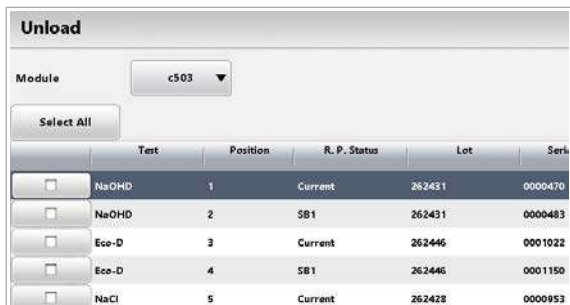 Unload
Module c503
Select All
Test Position R. P. Status Lot
NaOHD 1 Current 262431 0000470
NaOHD 2 SB1 262431 0000483
Eco-D 3 Current 262446 0001022
Eco-D 4 SB1 262446 0001150
NaCl 5 Current 262428 0000953